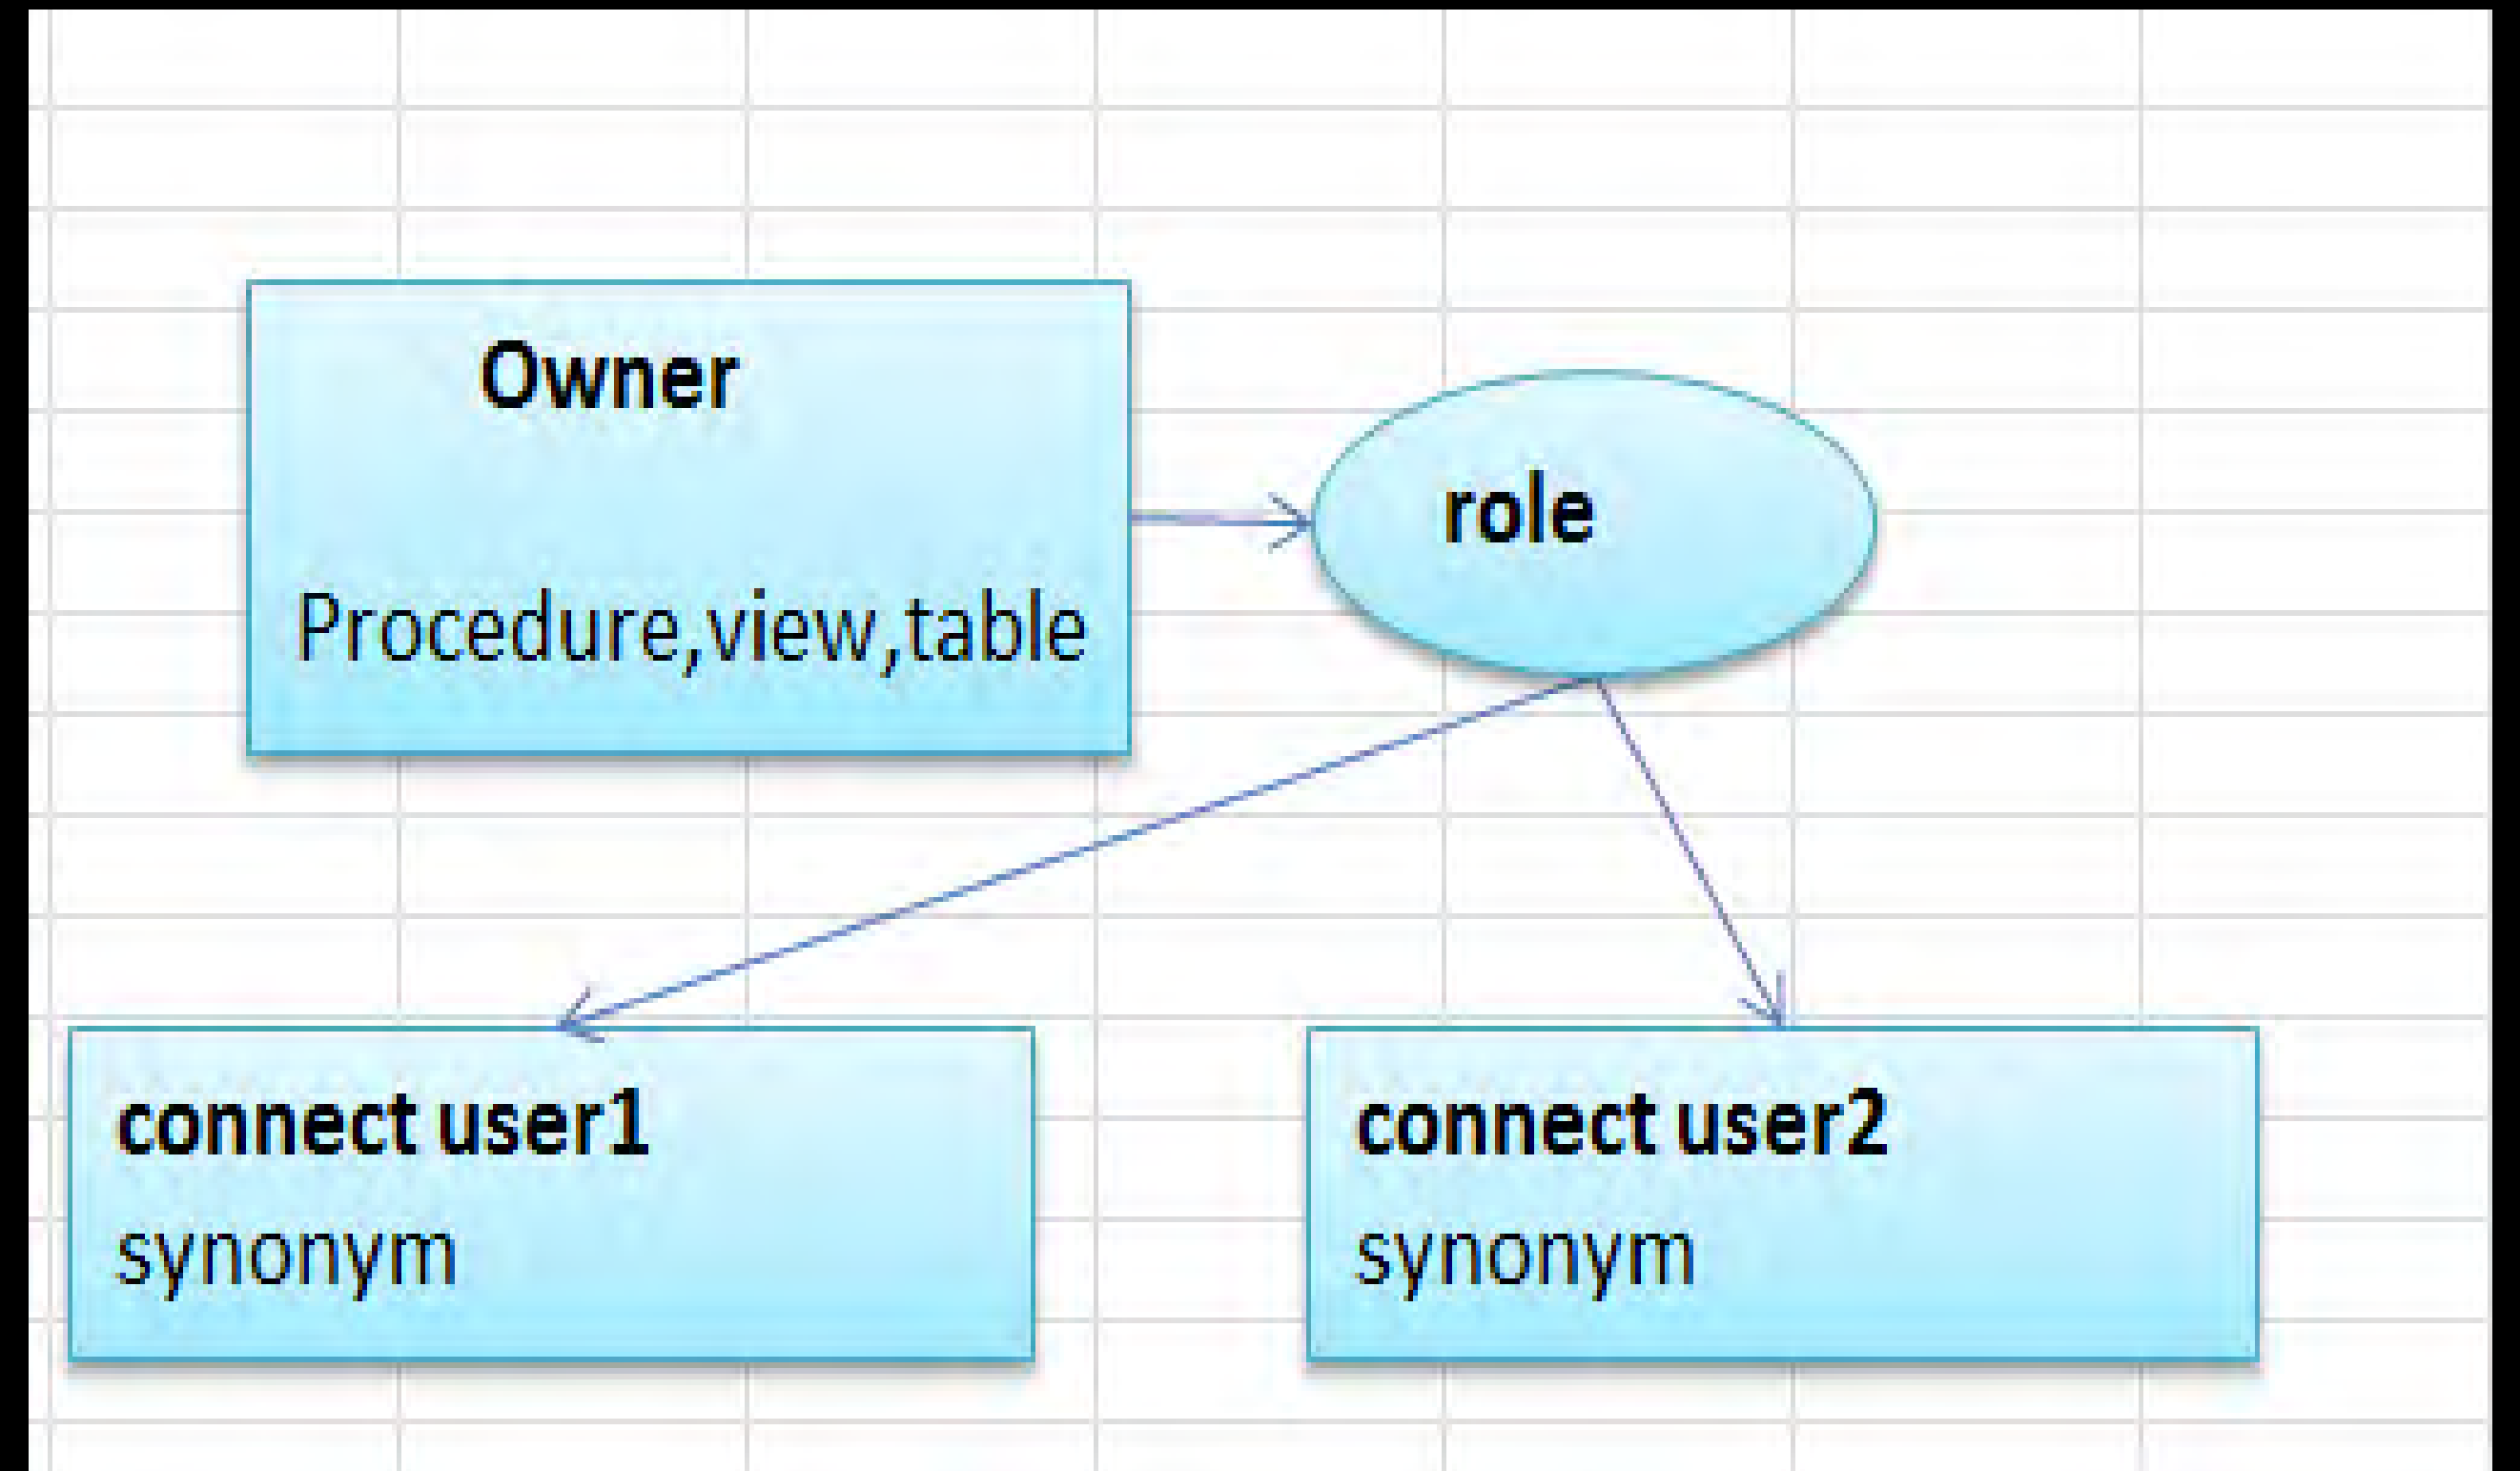 Owner
Procedure,view,table
role
connect user1
synonym
connect user2
synonym